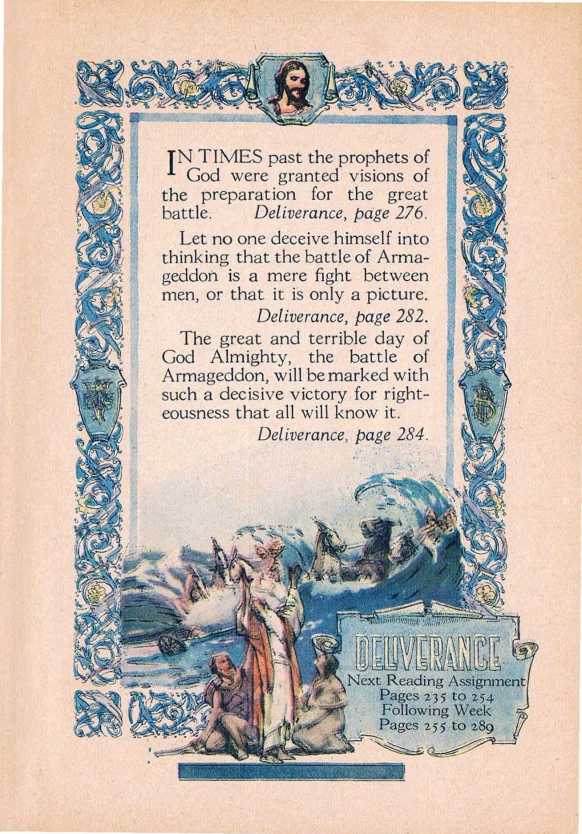 IN TIMES past the prophets of
God were granted visions of
the preparation for the great
battle. Deliverance, page 276.
Let no one deceive himself into
thinking that the battle of Arma-
geddon is a mere fight between
men, or that it is only a picture.
Deliverance, page 282.
The great and terrible day of
God Almighty, the battle of
Armageddon, will be marked with
such a decisive victory for right-
eousness that all will know it.
Deliverance, page 284.
DELIVERANCE
Next Reading Assignment
Pages 235 to 254
Following Week
Pages 255 to 289